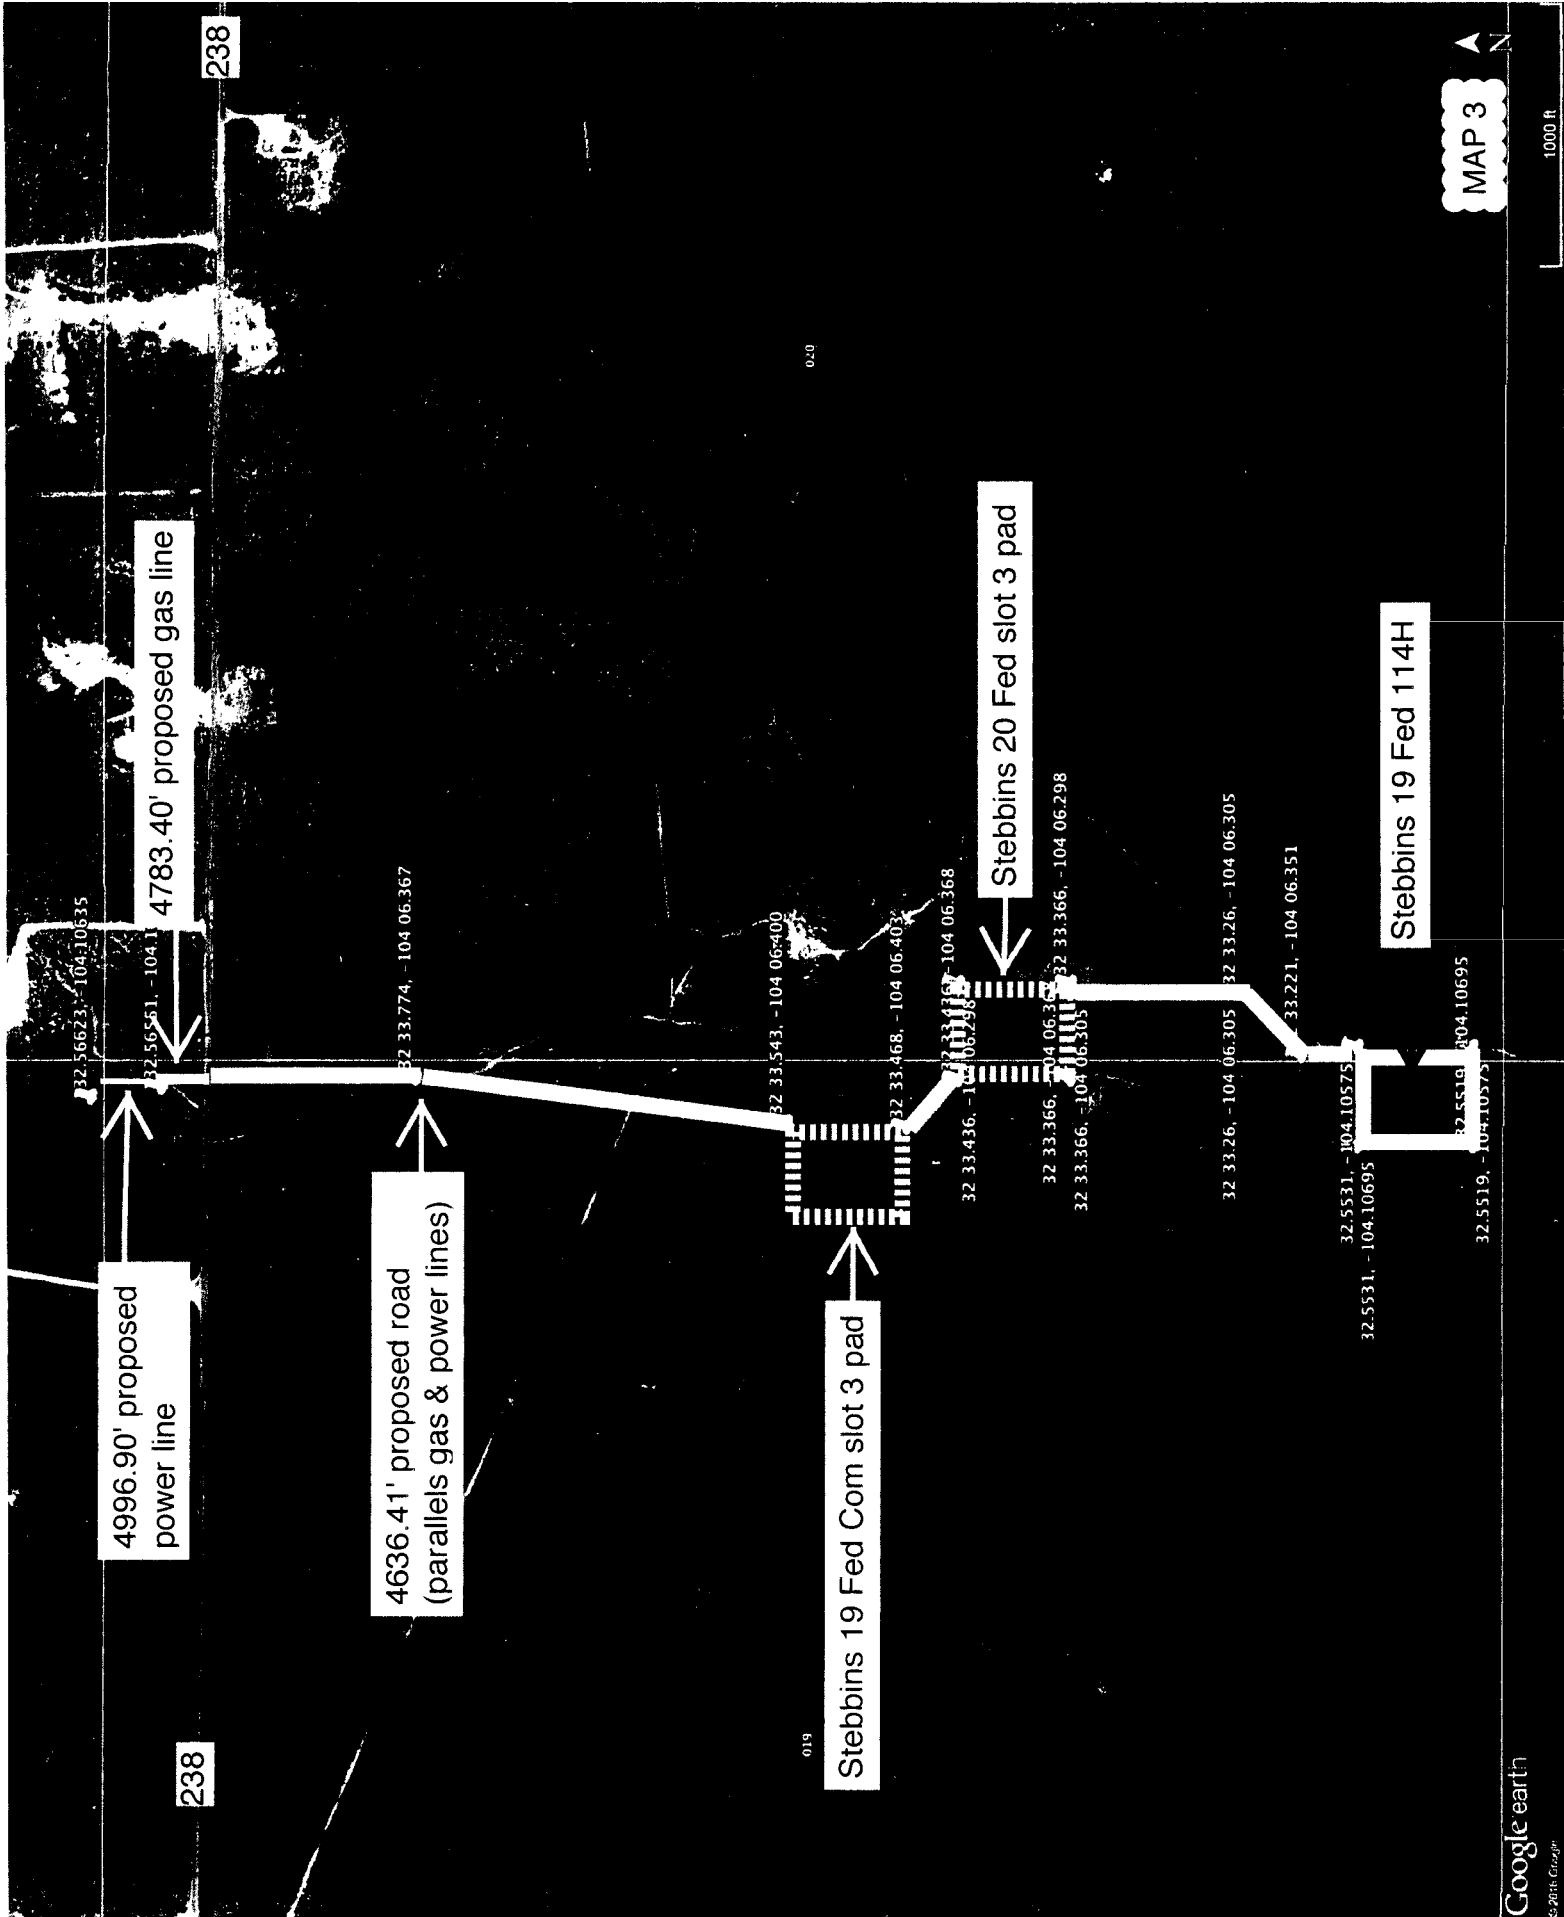 238
238
MAP 3
N
1000 ft
4996.90' proposed
power line
4783.40' proposed gas line
32.56623, -104.10635
4636.41' proposed road
(parallels gas & power lines)
32 33.774, -104 06.367
019
020
Stebbins 19 Fed Com slot 3 pad
32 33.543, -104 06.400
32 33.468, -104 06.403
-104 06.368
32 33.436,
Stebbins 20 Fed slot 3 pad
32 33.366, -104 06.298
32 33.366, -104 06.305
32 33.26, -104 06.305
32 33.26, -104 06.305
33.221, -104 06.351
Stebbins 19 Fed 114H
32.5531, -104.10575
32.5531, -104.10695
32.5519, -104.10695
32.5519, -104.10575
Google earth
© 2016 Google